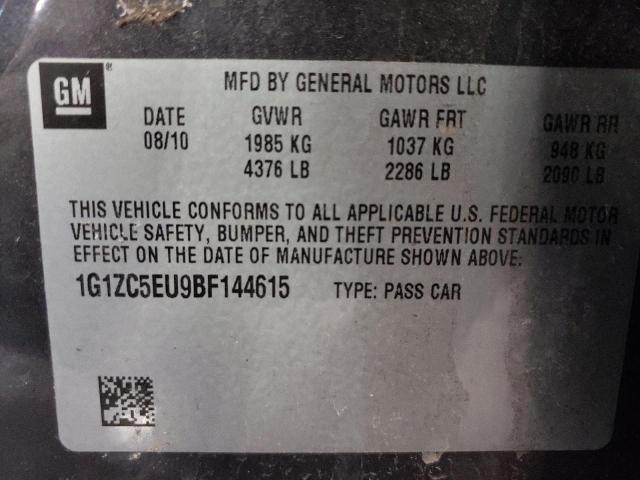 GM ®
MFD BY GENERAL MOTORS LLC
DATE GVWR GAWR FRT GAWR RR
08/10 1985 KG 1037 KG 948 KG
4376 LB 2286 LB 2090 LB
THIS VEHICLE CONFORMS TO ALL APPLICABLE U.S. FEDERAL MOTOR
VEHICLE SAFETY, BUMPER, AND THEFT PREVENTION STANDARDS IN
EFFECT ON THE DATE OF MANUFACTURE SHOWN ABOVE.
1G1ZC5EU9BF144615 TYPE: PASS CAR